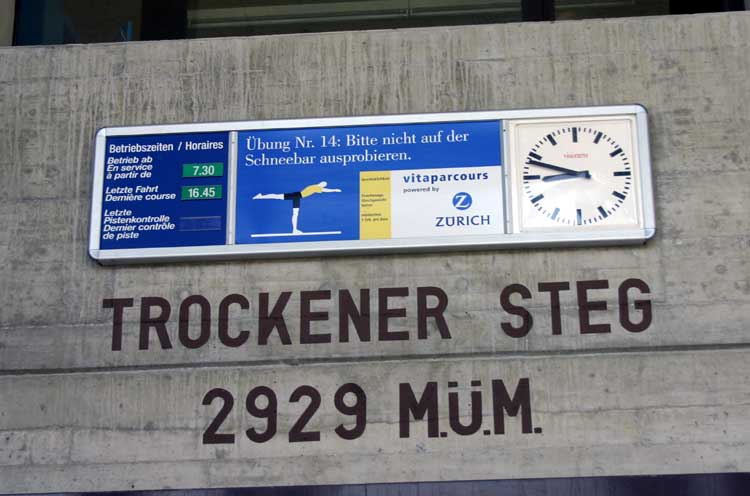 Betriebszeiten / Horaires
Betrieb ab
En service
à partir de
7.30
Letzte Fahrt
Dernière course
16.45
Letzte
Pistenkontrolle
Dernier contrôle
de piste
Übung Nr. 14: Bitte nicht auf der
Schneebar ausprobieren.
vitaparcours
powered by
Z
ZÜRICH
TROCKENER STEG
2929 M.Ü.M.